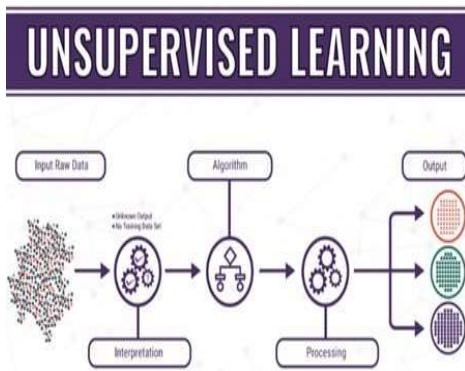 UNSUPERVISED LEARNING
Input Raw Data
Algorithm
Output
• Unknown Output
• No Training Data Set
Interpretation
Processing